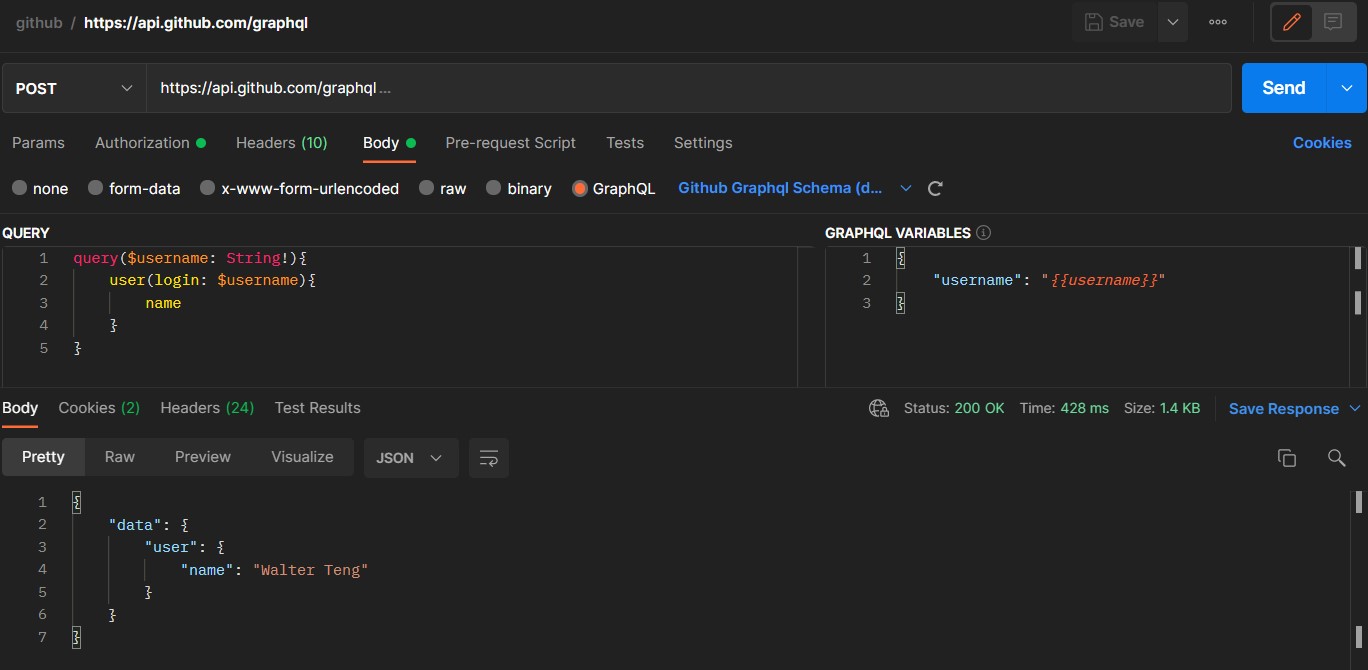 github / https://api.github.com/graphql
Save
POST
https://api.github.com/graphql ...
Send
Params Authorization Headers (10) Body Pre-request Script Tests Settings Cookies
none form-data x-www-form-urlencoded raw binary GraphQL Github Graphql Schema (d...
QUERY
1 query($username: String!){
2 user(login: $username){
3 name
4 }
5 }
GRAPHQL VARIABLES
1 {
2 "username": "{{username}}"
3 }
Body Cookies (2) Headers (24) Test Results Status: 200 OK Time: 428 ms Size: 1.4 KB Save Response
Pretty Raw Preview Visualize JSON
1 {
2 "data": {
3 "user": {
4 "name": "Walter Teng"
5 }
6 }
7 }